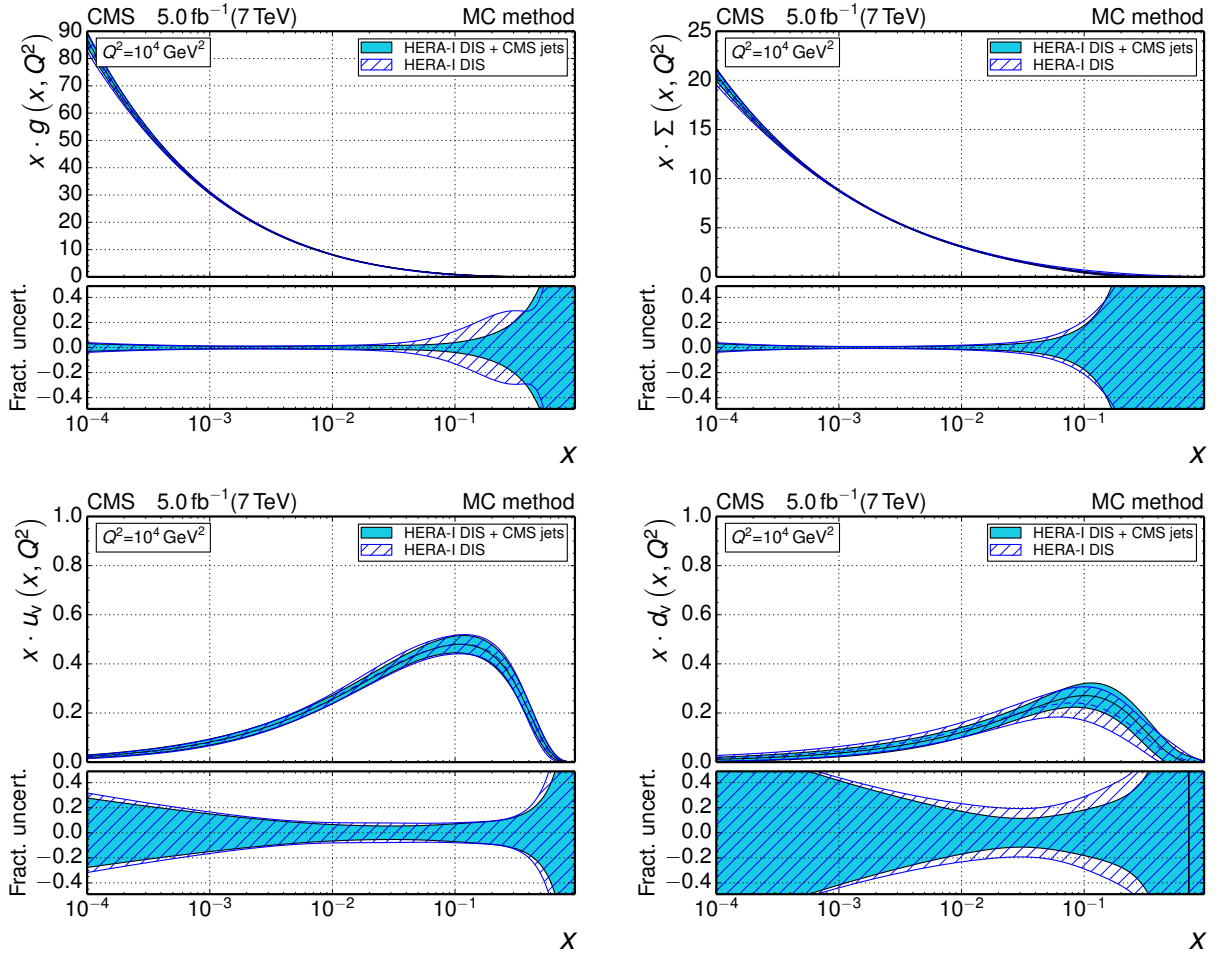 CMS 5.0 fb⁻¹(7 TeV) MC method
Q²=10⁴ GeV²
HERA-I DIS + CMS jets
HERA-I DIS
x · g (x, Q²)
90
80
70
60
50
40
30
20
10
0
Fract. uncert.
0.4
0.2
0.0
−0.2
−0.4
10⁻⁴ 10⁻³ 10⁻² 10⁻¹
x
CMS 5.0 fb⁻¹(7 TeV) MC method
Q²=10⁴ GeV²
HERA-I DIS + CMS jets
HERA-I DIS
x · Σ (x, Q²)
25
20
15
10
5
0
Fract. uncert.
0.4
0.2
0.0
−0.2
−0.4
10⁻⁴ 10⁻³ 10⁻² 10⁻¹
x
CMS 5.0 fb⁻¹(7 TeV) MC method
Q²=10⁴ GeV²
HERA-I DIS + CMS jets
HERA-I DIS
x · uᵥ (x, Q²)
1.0
0.8
0.6
0.4
0.2
0.0
Fract. uncert.
0.4
0.2
0.0
−0.2
−0.4
10⁻⁴ 10⁻³ 10⁻² 10⁻¹
x
CMS 5.0 fb⁻¹(7 TeV) MC method
Q²=10⁴ GeV²
HERA-I DIS + CMS jets
HERA-I DIS
x · dᵥ (x, Q²)
1.0
0.8
0.6
0.4
0.2
0.0
Fract. uncert.
0.4
0.2
0.0
−0.2
−0.4
10⁻⁴ 10⁻³ 10⁻² 10⁻¹
x